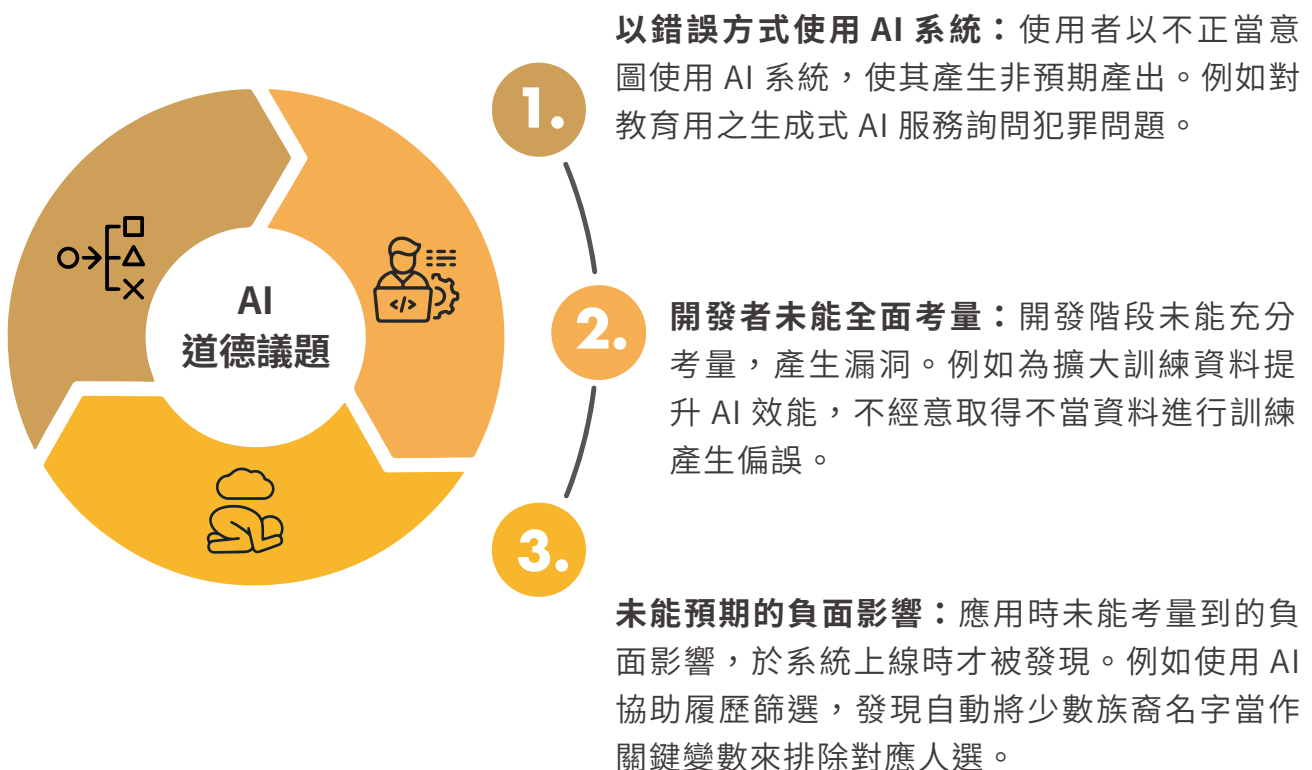 AI
道德議題
1.
以錯誤方式使用 AI 系統：使用者以不正當意
圖使用 AI 系統，使其產生非預期產出。例如對
教育用之生成式 AI 服務詢問犯罪問題。
2.
開發者未能全面考量：開發階段未能充分
考量，產生漏洞。例如為擴大訓練資料提
升 AI 效能，不經意取得不當資料進行訓練
產生偏誤。
3.
未能預期的負面影響：應用時未能考量到的負
面影響，於系統上線時才被發現。例如使用 AI
協助履歷篩選，發現自動將少數族裔名字當作
關鍵變數來排除對應人選。